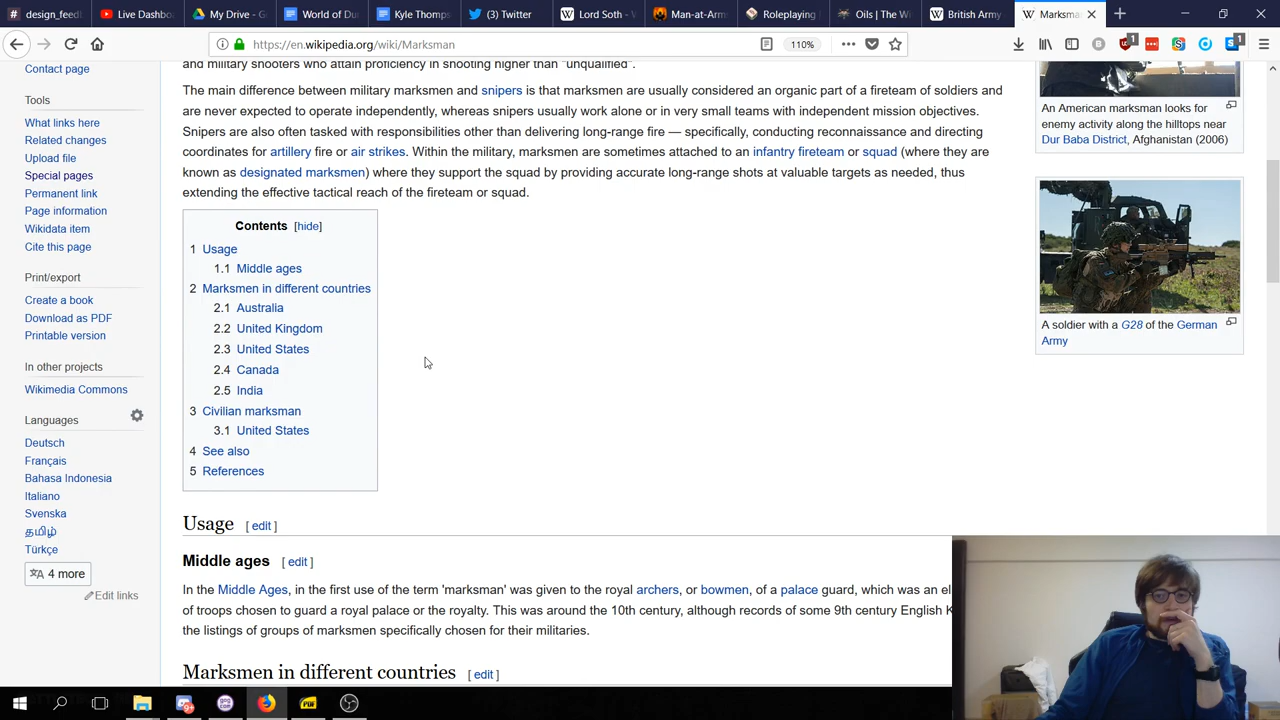 # design_feedl
Live Dashbo
My Drive - G
World of Du
Kyle Thomps
(3) Twitter
Lord Soth -
Man-at-Arm
Roleplaying
Oils | The W
British Army
Marksma
https://en.wikipedia.org/wiki/Marksman
110%
1
1
Contact page
Tools
What links here
Related changes
Upload file
Special pages
Permanent link
Page information
Wikidata item
Cite this page
Print/export
Create a book
Download as PDF
Printable version
In other projects
Wikimedia Commons
Languages
Deutsch
Français
Bahasa Indonesia
Italiano
Svenska
தமிழ்
Türkçe
4 more
Edit links
and military shooters who attain proficiency in shooting higher than "unqualified".
The main difference between military marksmen and snipers is that marksmen are usually considered an organic part of a fireteam of soldiers and
are never expected to operate independently, whereas snipers usually work alone or in very small teams with independent mission objectives.
Snipers are also often tasked with responsibilities other than delivering long-range fire — specifically, conducting reconnaissance and directing
coordinates for artillery fire or air strikes. Within the military, marksmen are sometimes attached to an infantry fireteam or squad (where they are
known as designated marksmen) where they support the squad by providing accurate long-range shots at valuable targets as needed, thus
extending the effective tactical reach of the fireteam or squad.
Contents [hide]
1 Usage
1.1 Middle ages
2 Marksmen in different countries
2.1 Australia
2.2 United Kingdom
2.3 United States
2.4 Canada
2.5 India
3 Civilian marksman
3.1 United States
4 See also
5 References
Usage [ edit ]
Middle ages [ edit ]
In the Middle Ages, in the first use of the term 'marksman' was given to the royal archers, or bowmen, of a palace guard, which was an el
of troops chosen to guard a royal palace or the royalty. This was around the 10th century, although records of some 9th century English K
the listings of groups of marksmen specifically chosen for their militaries.
Marksmen in different countries [ edit ]
An American marksman looks for
enemy activity along the hilltops near
Dur Baba District, Afghanistan (2006)
A soldier with a G28 of the German
Army